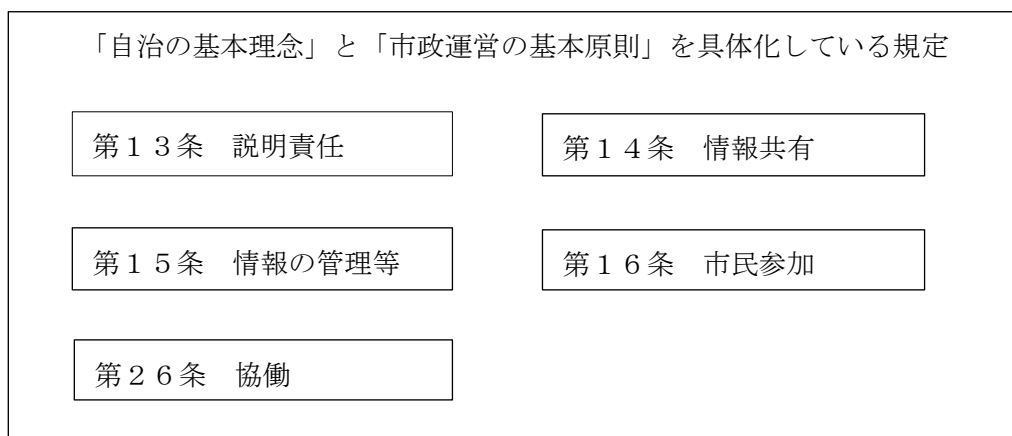 「自治の基本理念」と「市政運営の基本原則」を具体化している規定
第１３条　説明責任
第１４条　情報共有
第１５条　情報の管理等
第１６条　市民参加
第２６条　協働